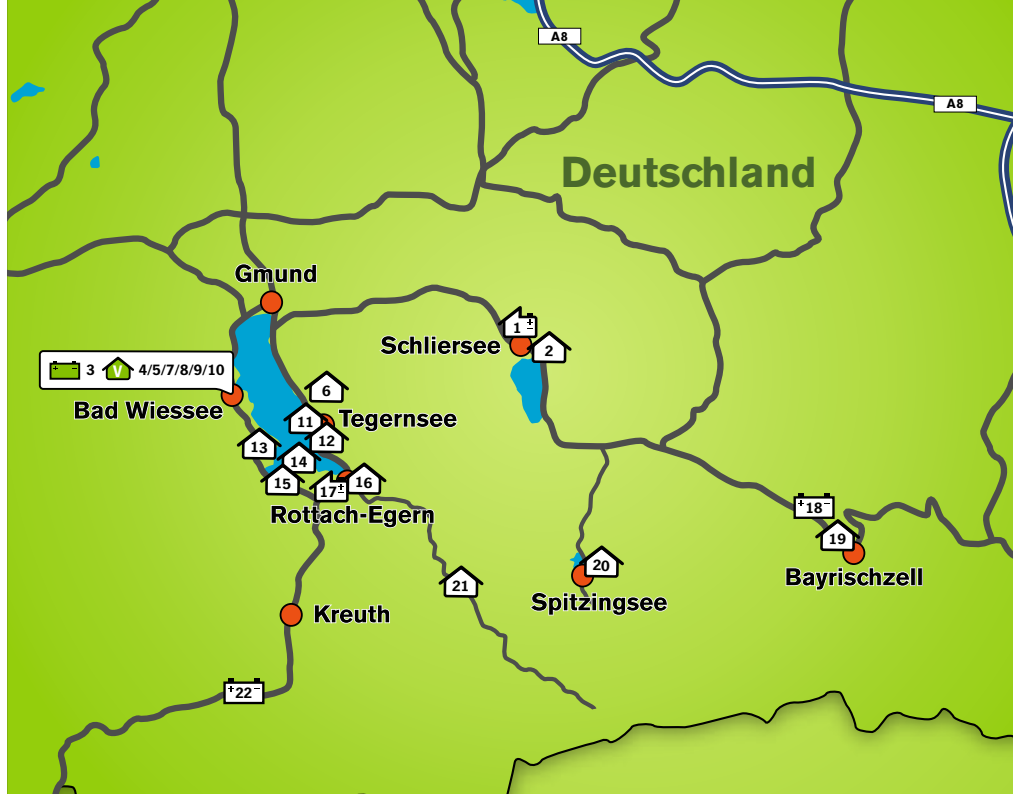 A8
A8
Deutschland
Gmund
1 +-
Schliersee
2
+ - 3 V 4/5/7/8/9/10
6
Bad Wiessee
11
Tegernsee
12
13
14
15
16
17 +-
Rottach-Egern
+18-
19
20
Bayrischzell
21
Spitzingsee
Kreuth
+22-